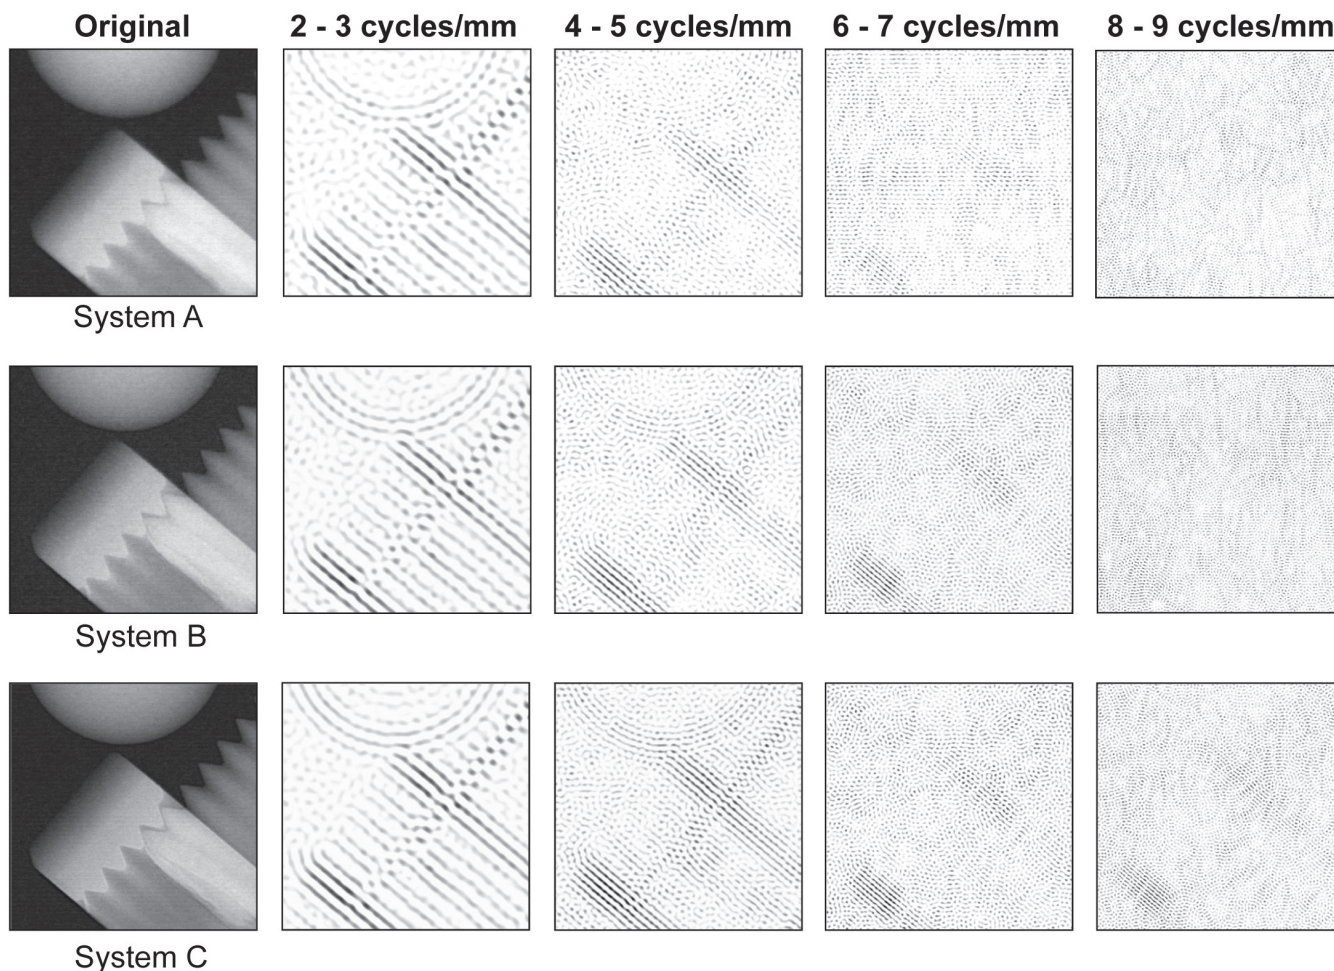 Original 2 - 3 cycles/mm 4 - 5 cycles/mm 6 - 7 cycles/mm 8 - 9 cycles/mm
System A
System B
System C